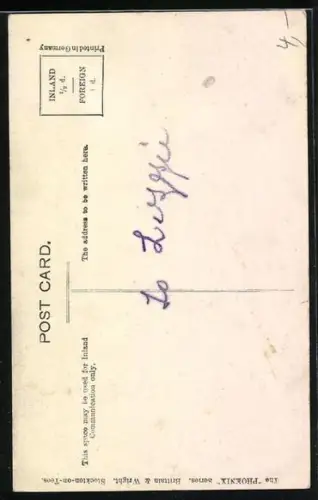 4,-
Printed in Germany
INLAND
½ d.
FOREIGN
1 d.
POST CARD.
This space may be used for Inland
Communication only.
The address to be written here.
To Lizzie
The "PHOENIX" series. Brittain & Wright, Stockton-on-Tees.